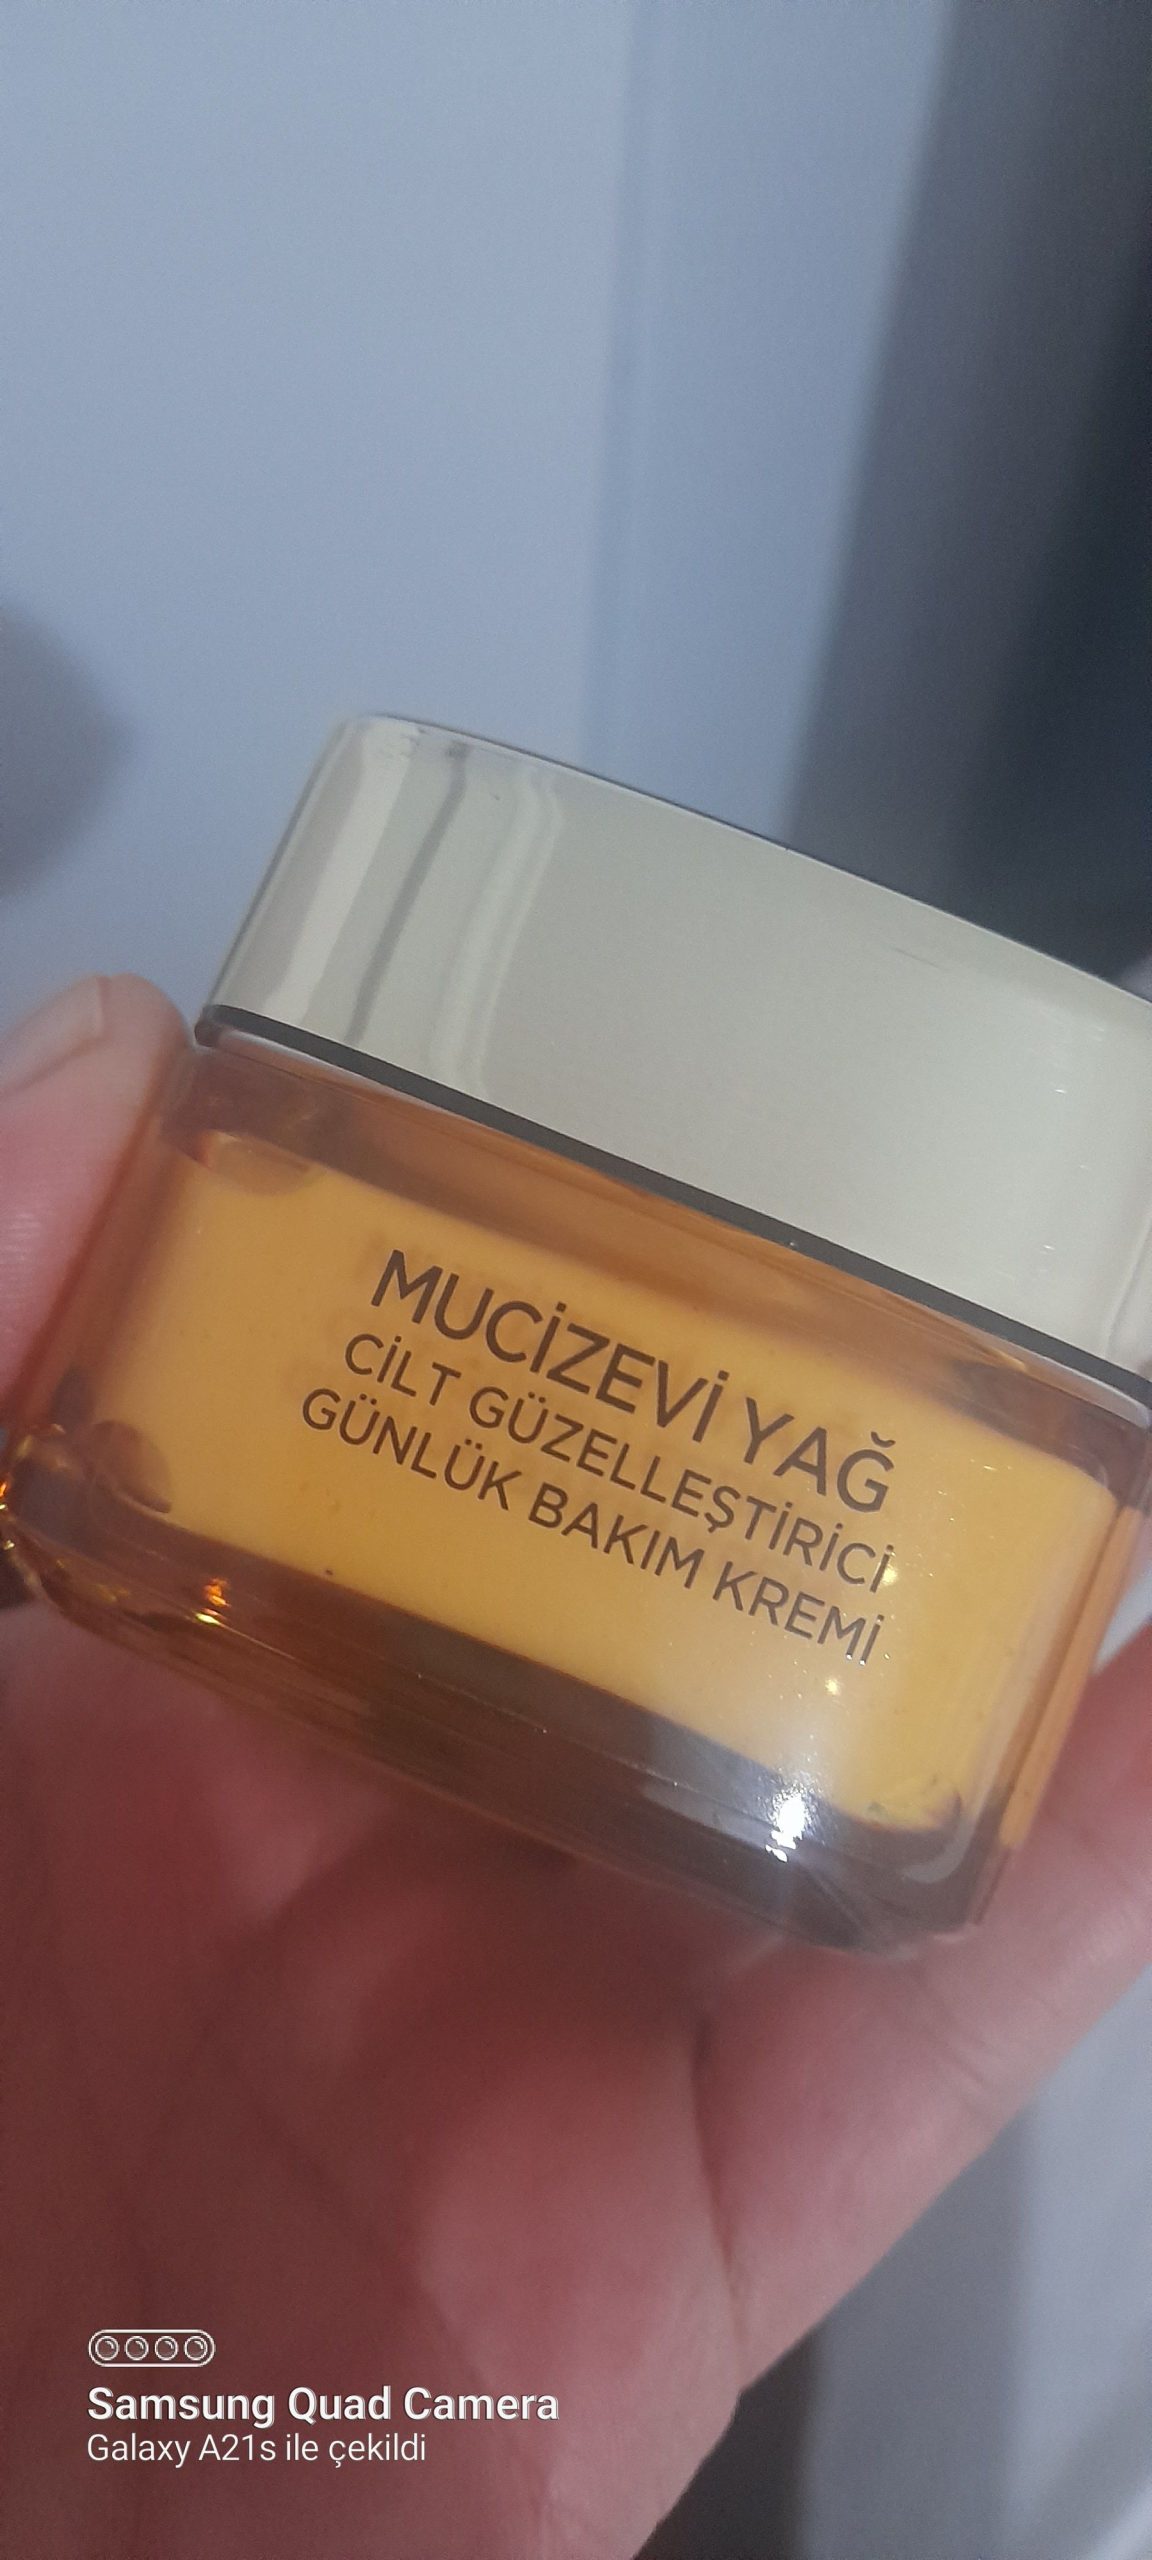 MUCİZEVİ YAĞ
CİLT GÜZELLEŞTİRİCİ
GÜNLÜK BAKIM KREMİ
Samsung Quad Camera
Galaxy A21s ile çekildi